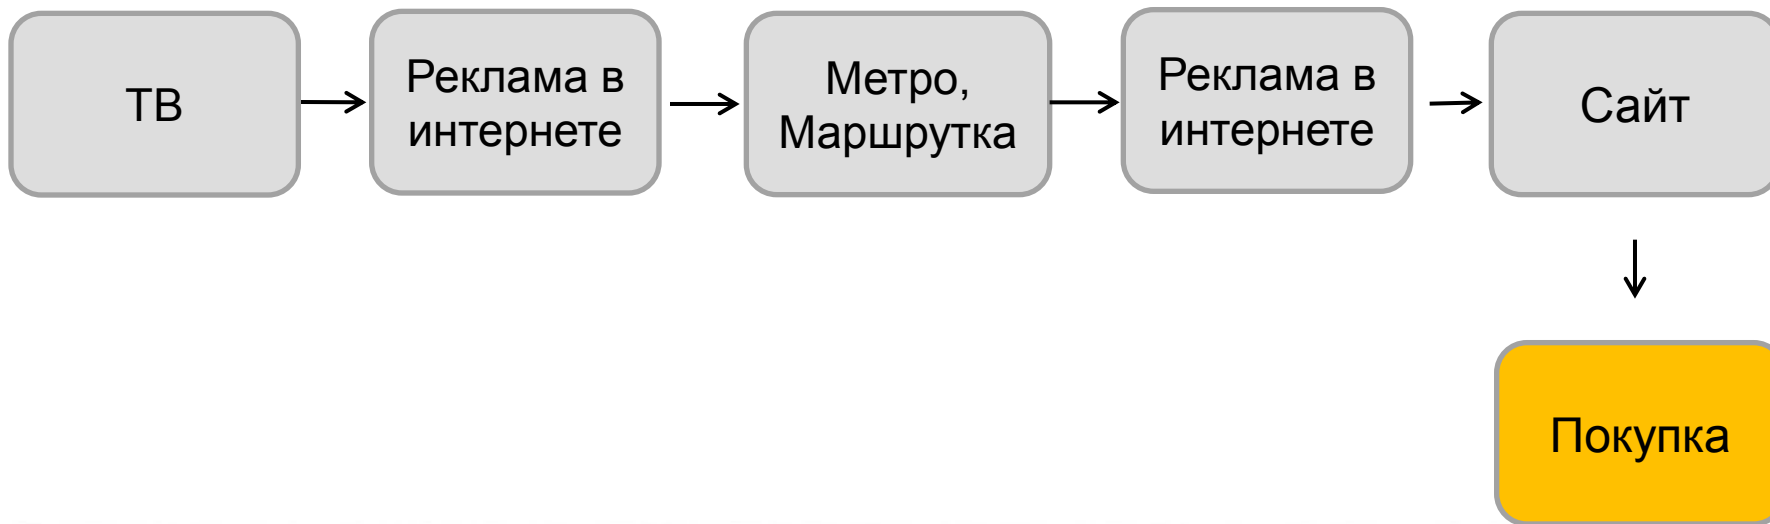 ТВ
Реклама в
интернете
Метро,
Маршрутка
Реклама в
интернете
Сайт
Покупка